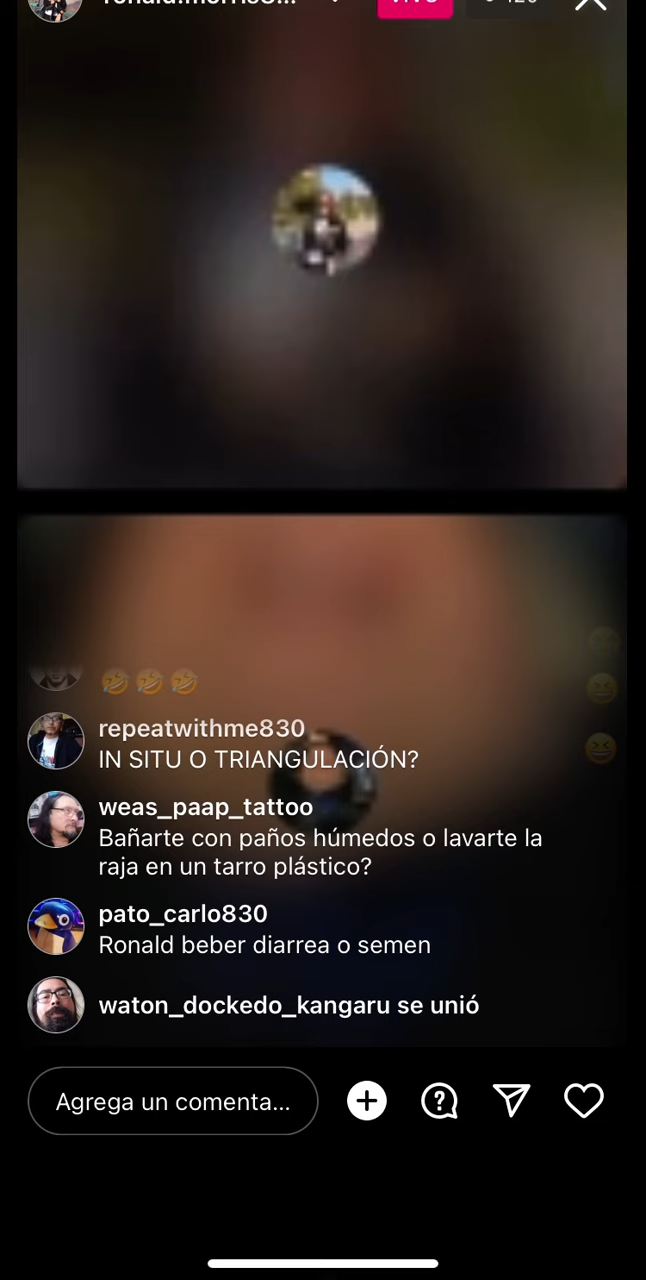 🤣🤣🤣
repeatwithme830
IN SITU O TRIANGULACIÓN?
weas_paap_tattoo
Bañarte con paños húmedos o lavarte la
raja en un tarro plástico?
pato_carlo830
Ronald beber diarrea o semen
waton_dockedo_kangaru se unió
Agrega un comenta...